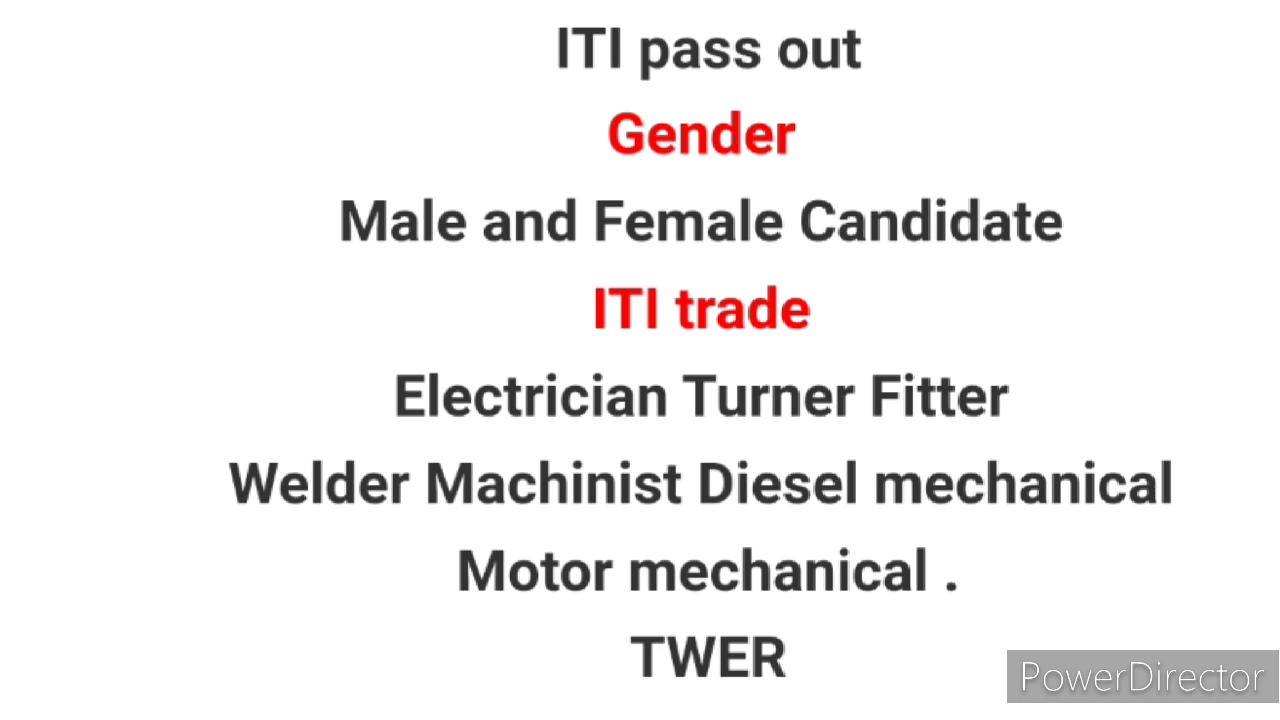 ITI pass out
Gender
Male and Female Candidate
ITI trade
Electrician Turner Fitter
Welder Machinist Diesel mechanical
Motor mechanical .
TWER
PowerDirector